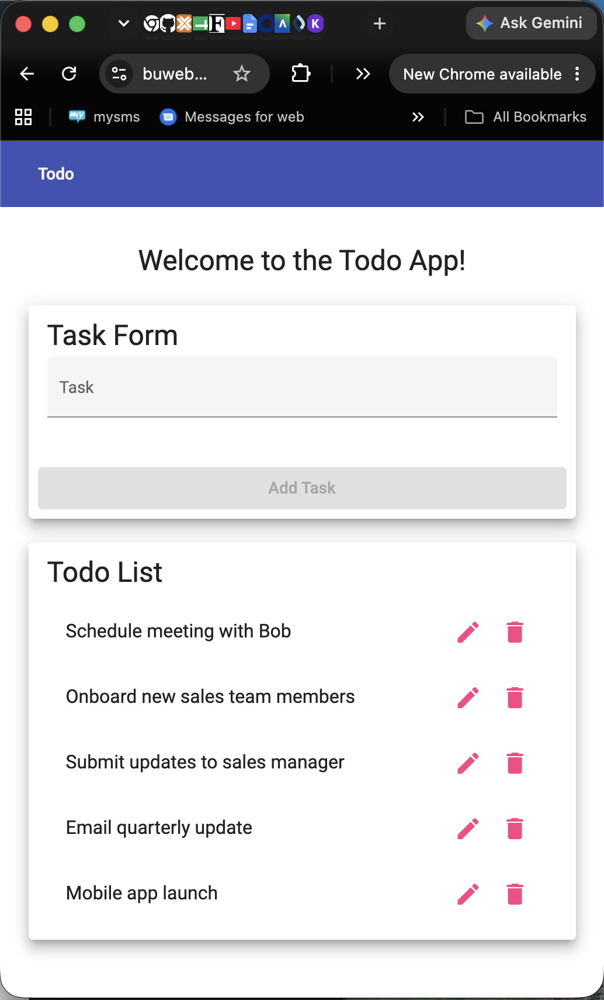 Ask Gemini
buweb...
New Chrome available
mysms
Messages for web
All Bookmarks
Todo
Welcome to the Todo App!
Task Form
Task
Add Task
Todo List
Schedule meeting with Bob
Onboard new sales team members
Submit updates to sales manager
Email quarterly update
Mobile app launch